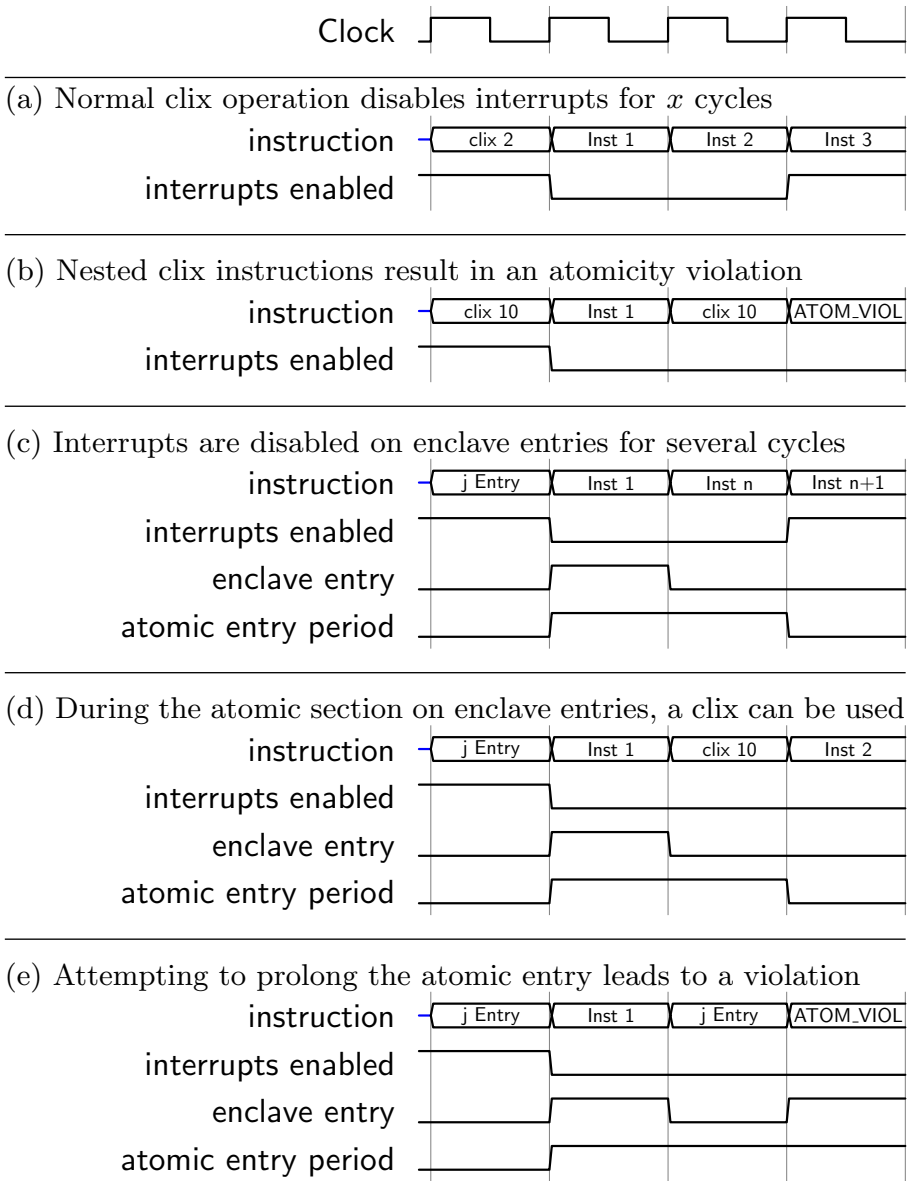 Clock
(a) Normal clix operation disables interrupts for x cycles
instruction clix 2 Inst 1 Inst 2 Inst 3
interrupts enabled
(b) Nested clix instructions result in an atomicity violation
instruction clix 10 Inst 1 clix 10 ATOM_VIOL
interrupts enabled
(c) Interrupts are disabled on enclave entries for several cycles
instruction j Entry Inst 1 Inst n Inst n+1
interrupts enabled
enclave entry
atomic entry period
(d) During the atomic section on enclave entries, a clix can be used
instruction j Entry Inst 1 clix 10 Inst 2
interrupts enabled
enclave entry
atomic entry period
(e) Attempting to prolong the atomic entry leads to a violation
instruction j Entry Inst 1 j Entry ATOM_VIOL
interrupts enabled
enclave entry
atomic entry period